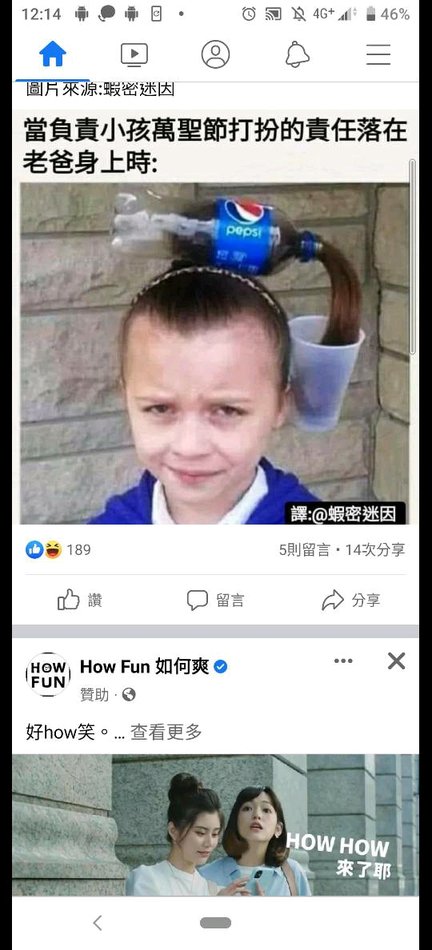 12:14
4G+
46%
圖片來源:蝦密迷因
當負責小孩萬聖節打扮的責任落在
老爸身上時:
pepsi
譯:@蝦密迷因
189
5則留言・14次分享
讚
留言
分享
HOW FUN
How Fun 如何爽
贊助
好how笑。... 查看更多
HOW HOW
來了耶